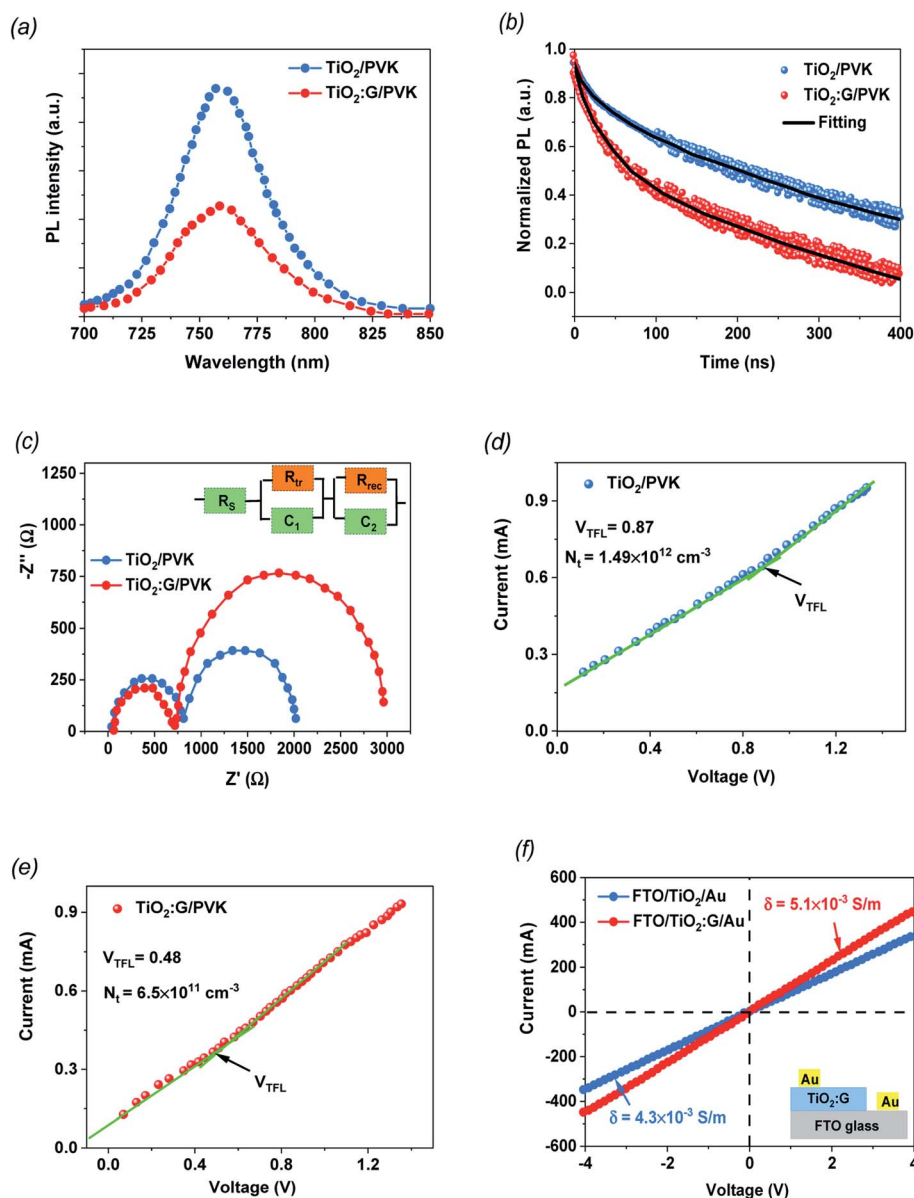 (a)
TiO₂/PVK
TiO₂:G/PVK
PL intensity (a.u.)
700 725 750 775 800 825 850
Wavelength (nm)
(b)
1.0
0.8
0.6
0.4
0.2
0.0
TiO₂/PVK
TiO₂:G/PVK
Fitting
Normalized PL (a.u.)
0 100 200 300 400
Time (ns)
(c)
1250
1000
750
500
250
0
Rₛ
Rₜᵣ
C₁
Rᵣₑc
C₂
TiO₂/PVK
TiO₂:G/PVK
-Z'' (Ω)
0 500 1000 1500 2000 2500 3000
Z' (Ω)
(d)
0.9
0.6
0.3
0.0
TiO₂/PVK
V_TFL = 0.87
Nₜ = 1.49×10¹² cm⁻³
V_TFL
Current (mA)
0.0 0.4 0.8 1.2
Voltage (V)
(e)
0.9
0.6
0.3
0.0
TiO₂:G/PVK
V_TFL = 0.48
Nₜ = 6.5×10¹¹ cm⁻³
V_TFL
Current (mA)
0.0 0.4 0.8 1.2
Voltage (V)
(f)
600
400
200
0
-200
-400
-600
FTO/TiO₂/Au
FTO/TiO₂:G/Au
δ = 5.1×10⁻³ S/m
δ = 4.3×10⁻³ S/m
Au
TiO₂:G
Au
FTO glass
Current (mA)
-4 -2 0 2 4
Voltage (V)